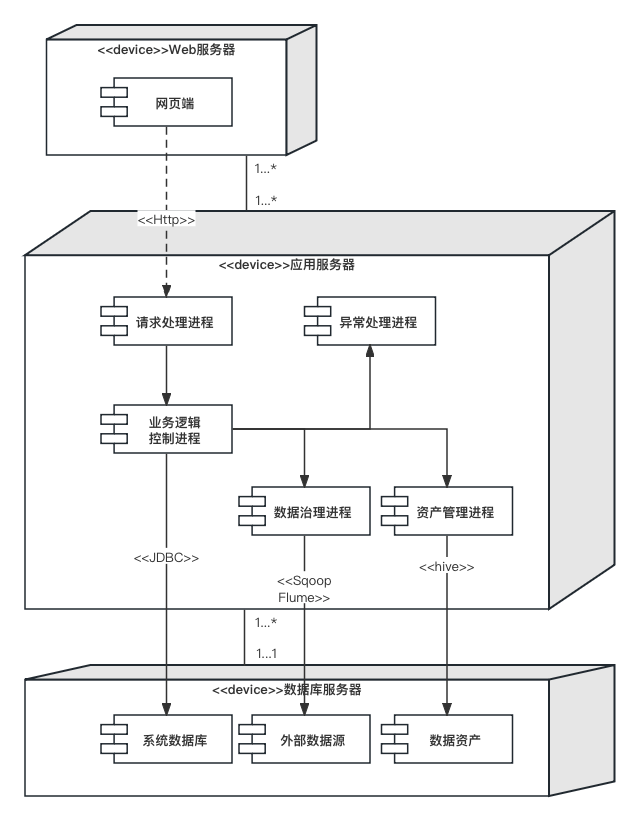 <<device>>Web服务器
网页端
1...*
1...*
<<Http>>
<<device>>应用服务器
请求处理进程
异常处理进程
业务逻辑
控制进程
数据治理进程
资产管理进程
<<JDBC>>
<<hive>>
<<Sqoop
Flume>>
1...*
1...1
<<device>>数据库服务器
系统数据库
外部数据源
数据资产